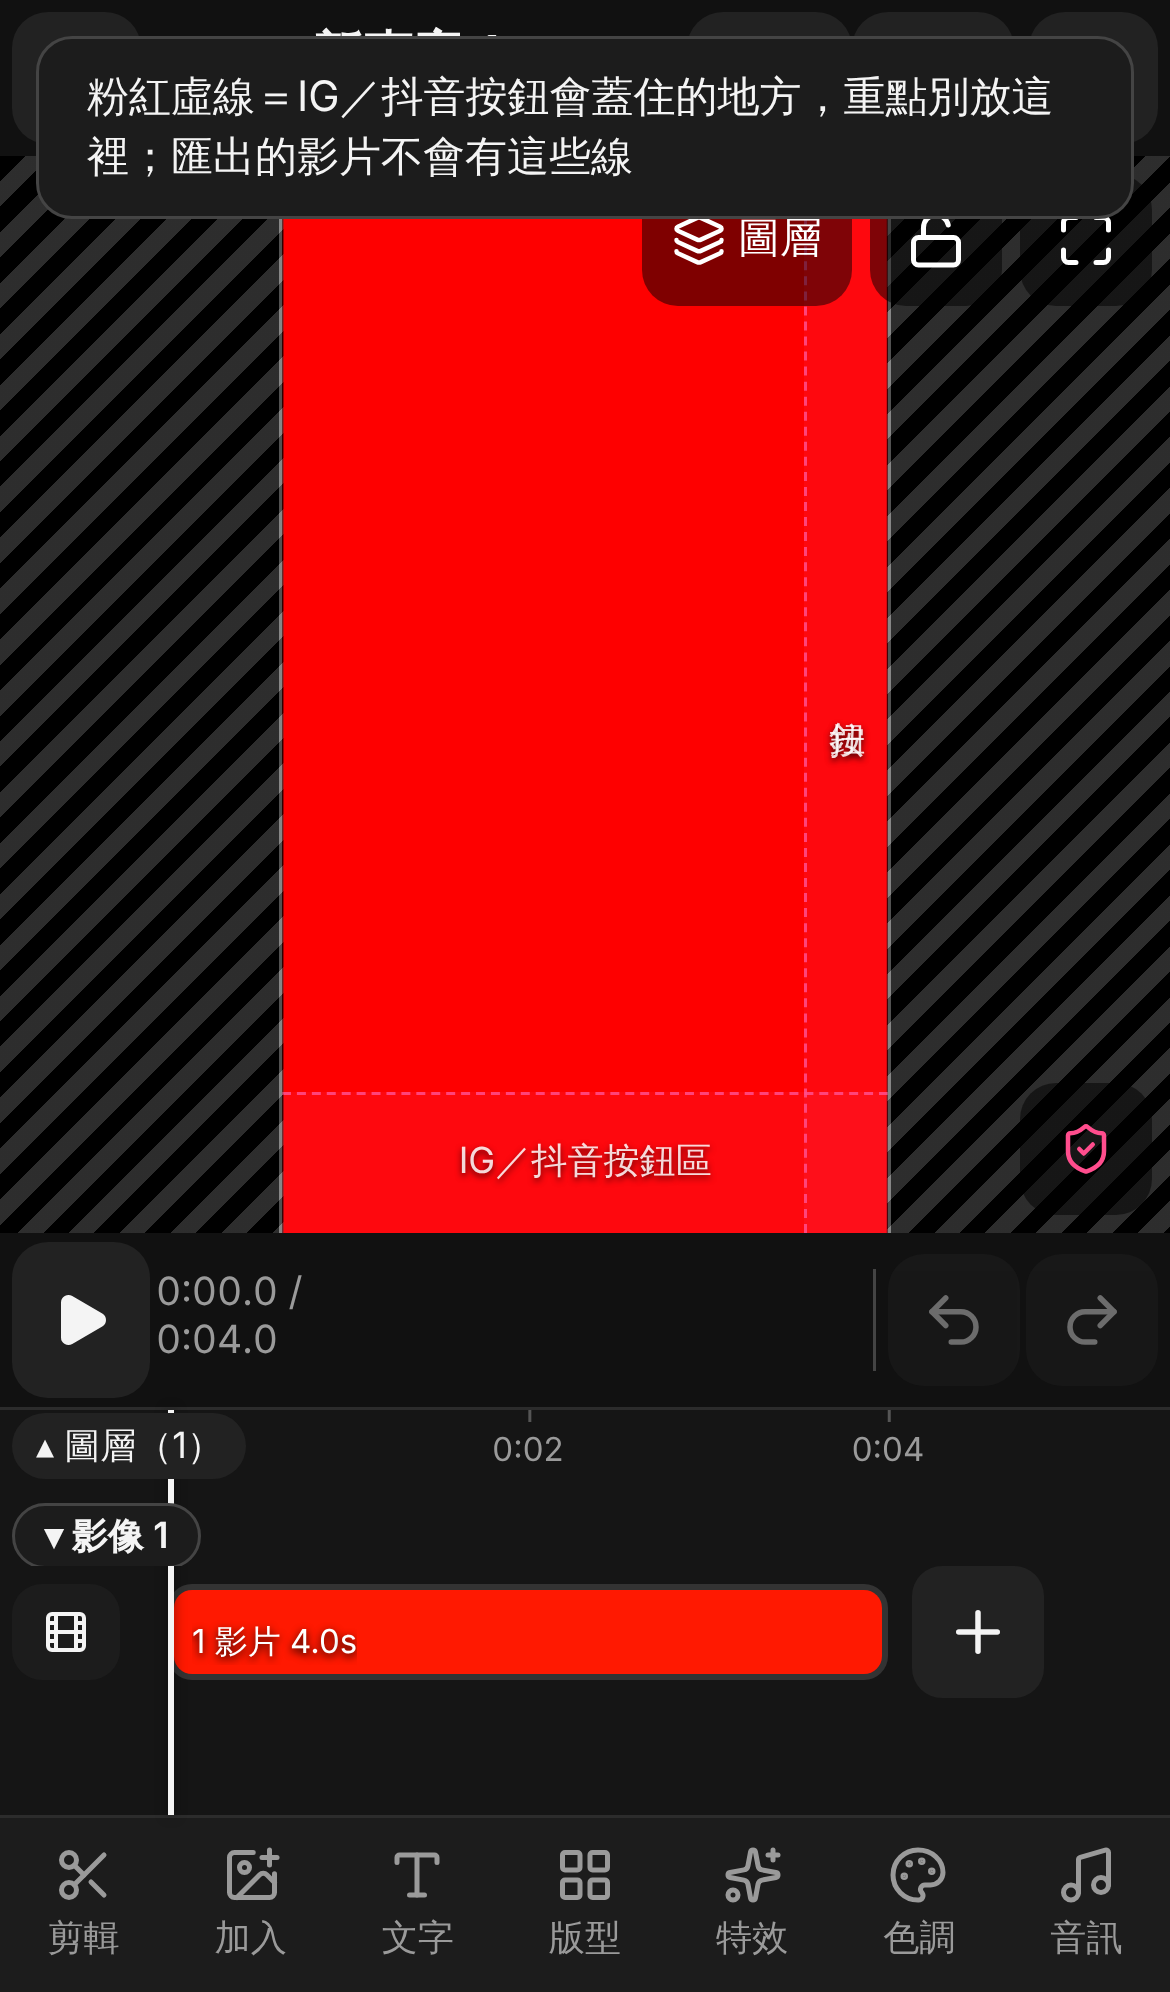 粉紅虛線＝IG／抖音按鈕會蓋住的地方，重點別放這
裡；匯出的影片不會有這些線
圖層
IG／抖音按鈕區
0:00.0 /
0:04.0
▲ 圖層（1）
0:02
0:04
▼影像 1
1 影片 4.0s
剪輯
加入
文字
版型
特效
色調
音訊